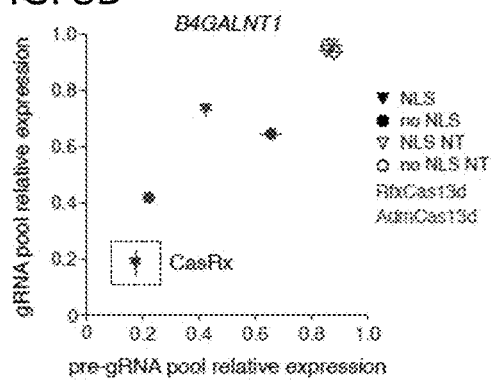 B4GALNT1
gRNA pool relative expression
1.0
0.8
0.6
0.4
0.2
0
CasRx
0 0.2 0.4 0.6 0.8 1.0
pre-gRNA pool relative expression
NLS
no NLS
NLS NT
no NLS NT
RfxCas13d
AdmCas13d